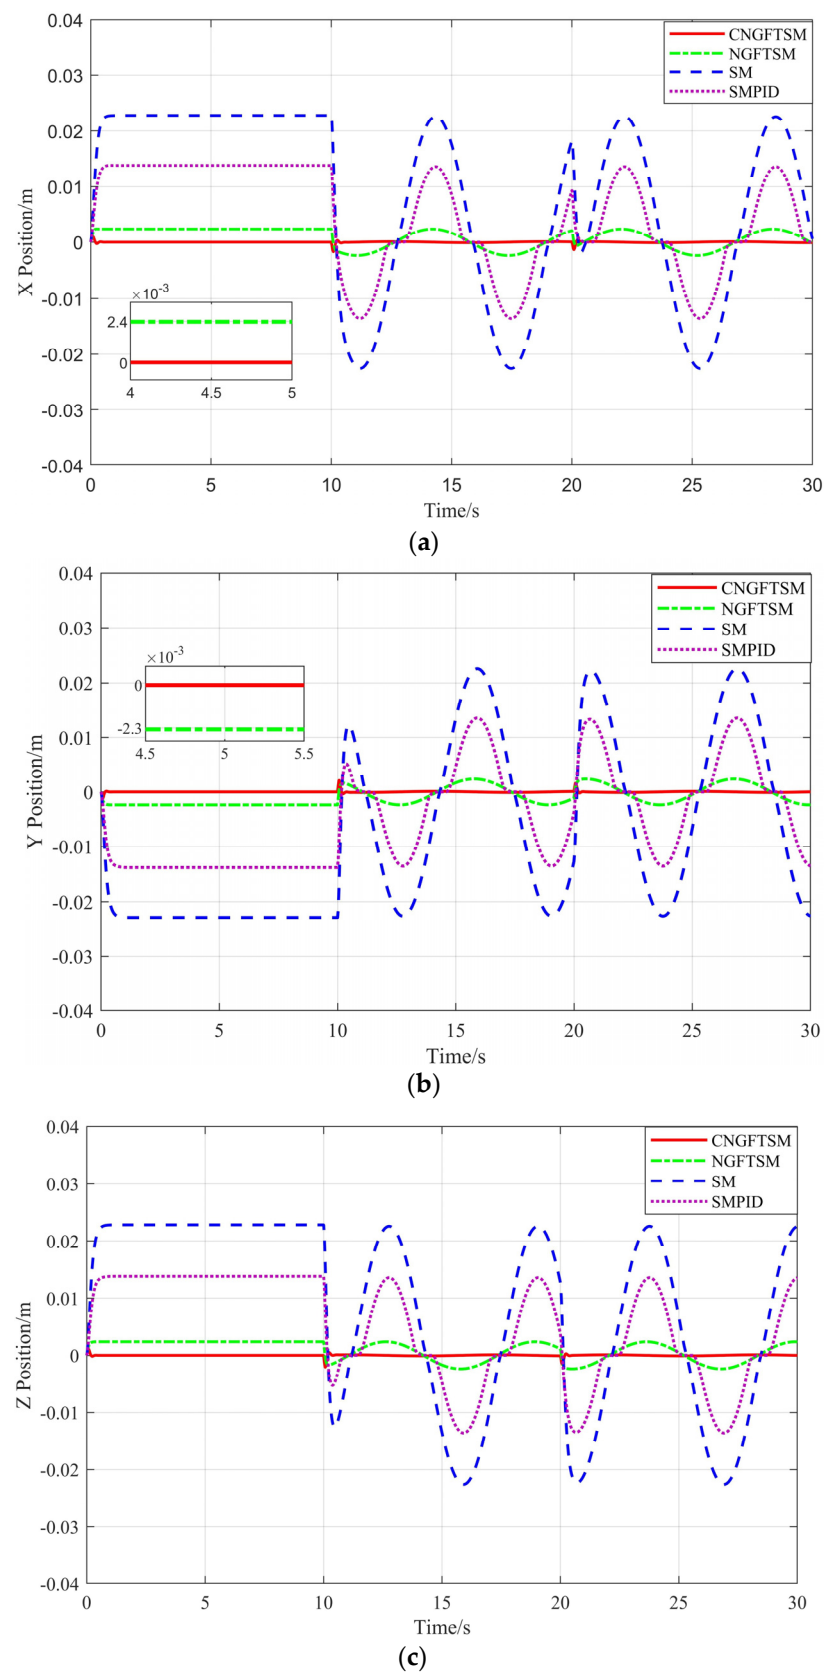 0.04
0.03
0.02
0.01
0
-0.01
-0.02
-0.03
-0.04
X Position/m
CNGFTSM
NGFTSM
SM
SMPID
×10⁻³
2.4
0
4 4.5 5
0 5 10 15 20 25 30
Time/s
(a)
0.04
0.03
0.02
0.01
0
-0.01
-0.02
-0.03
-0.04
Y Position/m
CNGFTSM
NGFTSM
SM
SMPID
×10⁻³
0
-2.3
4.5 5 5.5
0 5 10 15 20 25 30
Time/s
(b)
0.04
0.03
0.02
0.01
0
-0.01
-0.02
-0.03
-0.04
Z Position/m
CNGFTSM
NGFTSM
SM
SMPID
0 5 10 15 20 25 30
Time/s
(c)